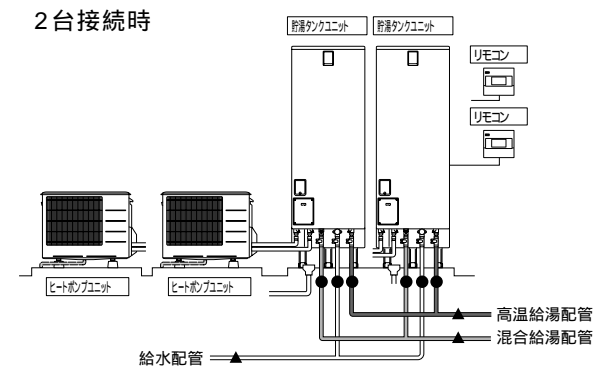 2台接続時
貯湯タンクユニット
貯湯タンクユニット
リモコン
リモコン
ヒートポンプユニット
ヒートポンプユニット
高温給湯配管
混合給湯配管
給水配管